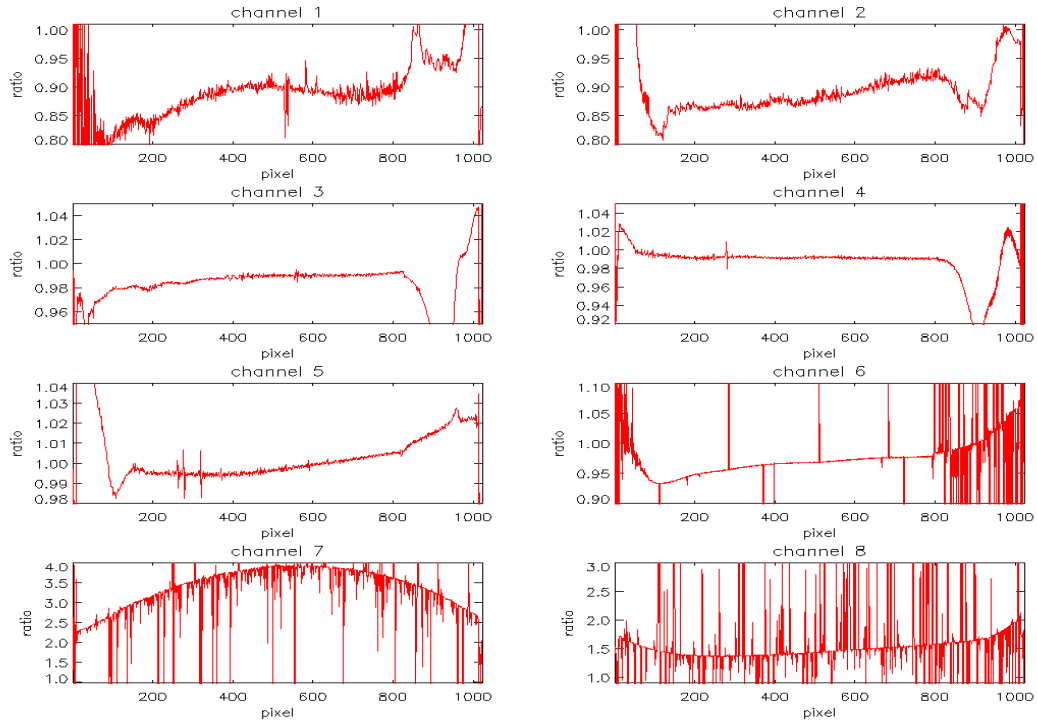 channel 1
1.00
0.95
0.90
0.85
0.80
ratio
200 400 600 800 1000
pixel
channel 2
1.00
0.95
0.90
0.85
0.80
ratio
200 400 600 800 1000
pixel
channel 3
1.04
1.02
1.00
0.98
0.96
ratio
200 400 600 800 1000
pixel
channel 4
1.04
1.02
1.00
0.98
0.96
0.94
0.92
ratio
200 400 600 800 1000
pixel
channel 5
1.04
1.03
1.02
1.01
1.00
0.99
0.98
ratio
200 400 600 800 1000
pixel
channel 6
1.10
1.05
1.00
0.95
0.90
ratio
200 400 600 800 1000
pixel
channel 7
4.0
3.5
3.0
2.5
2.0
1.5
1.0
ratio
200 400 600 800 1000
pixel
channel 8
3.0
2.5
2.0
1.5
1.0
ratio
200 400 600 800 1000
pixel